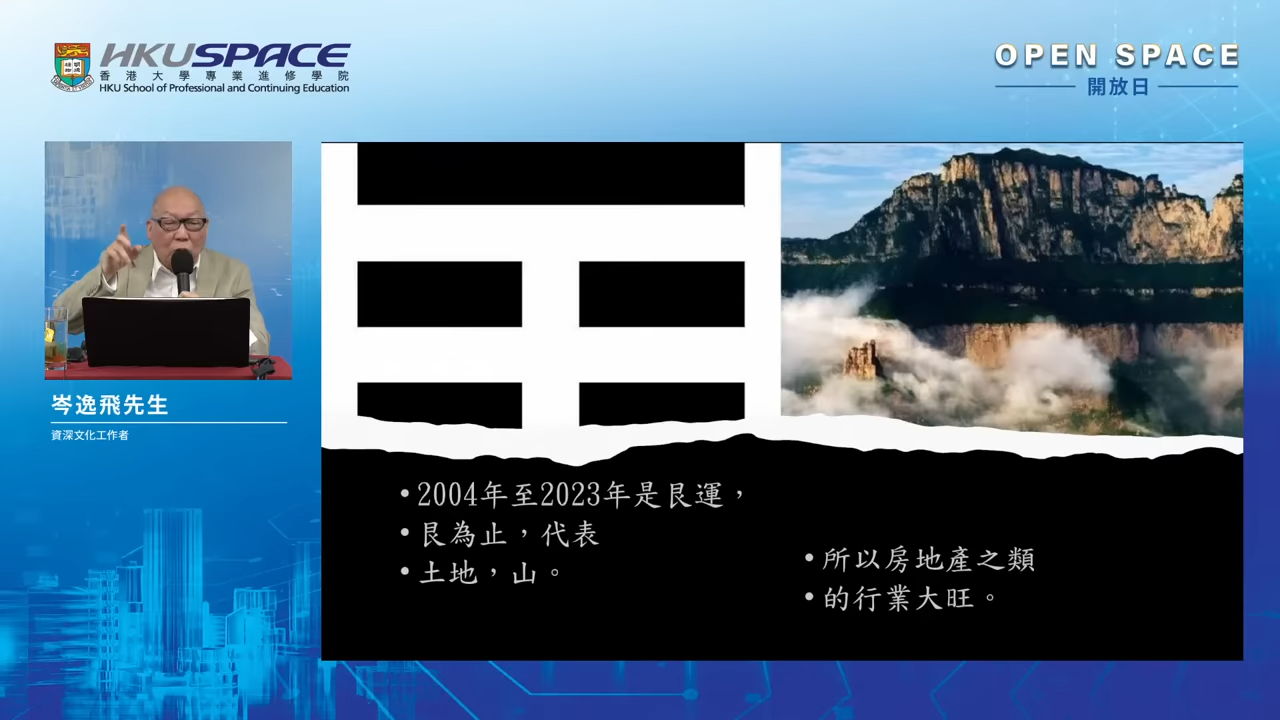 HKUSPACE
香港大學專業進修學院
HKU School of Professional and Continuing Education
OPEN SPACE
開放日
岑逸飛先生
資深文化工作者
•2004年至2023年是艮運，
•艮為止，代表
•土地，山。
•所以房地產之類
•的行業大旺。